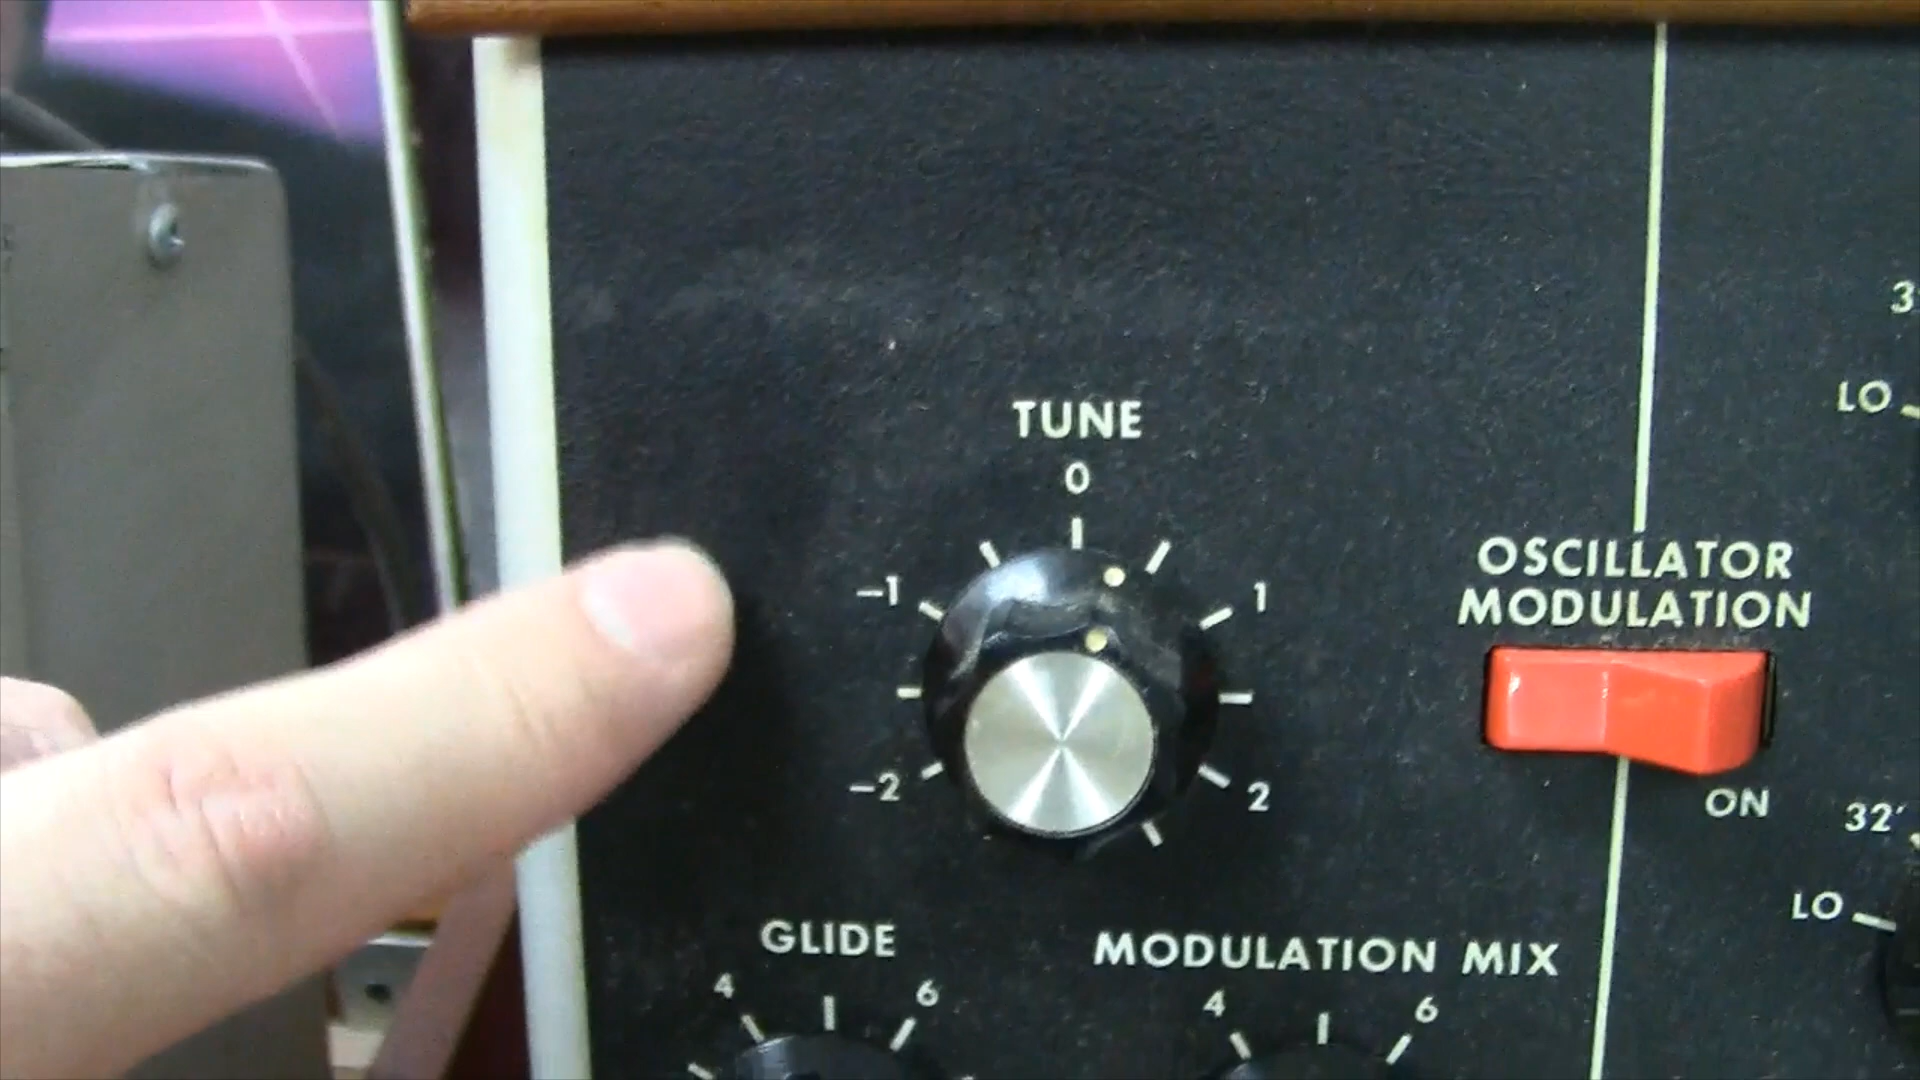 TUNE
0
-1
1
-2
2
OSCILLATOR
MODULATION
ON
LO
32'
LO
GLIDE
4
6
MODULATION MIX
4
6